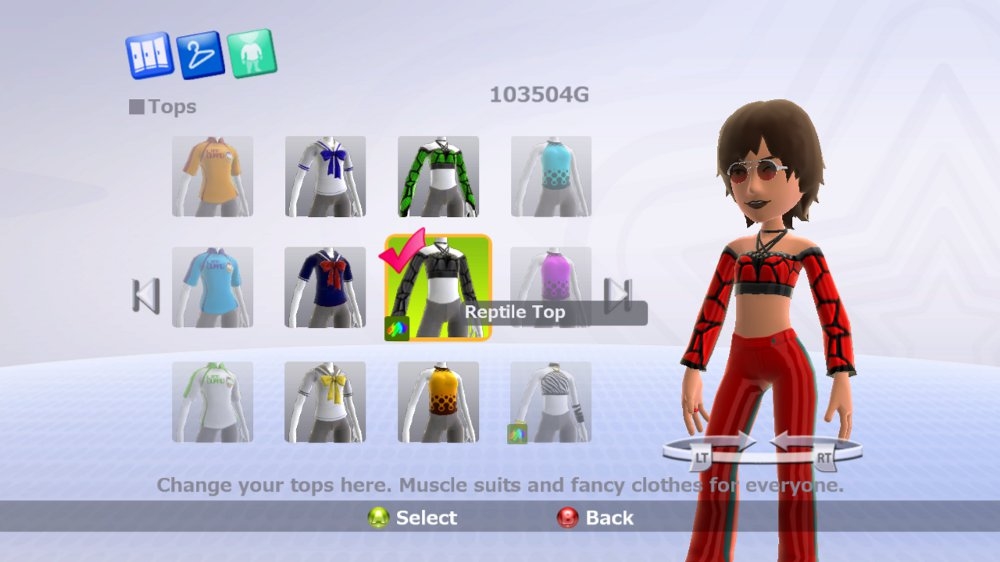 103504G
Tops
Reptile Top
LT
RT
Change your tops here. Muscle suits and fancy clothes for everyone.
A Select
B Back